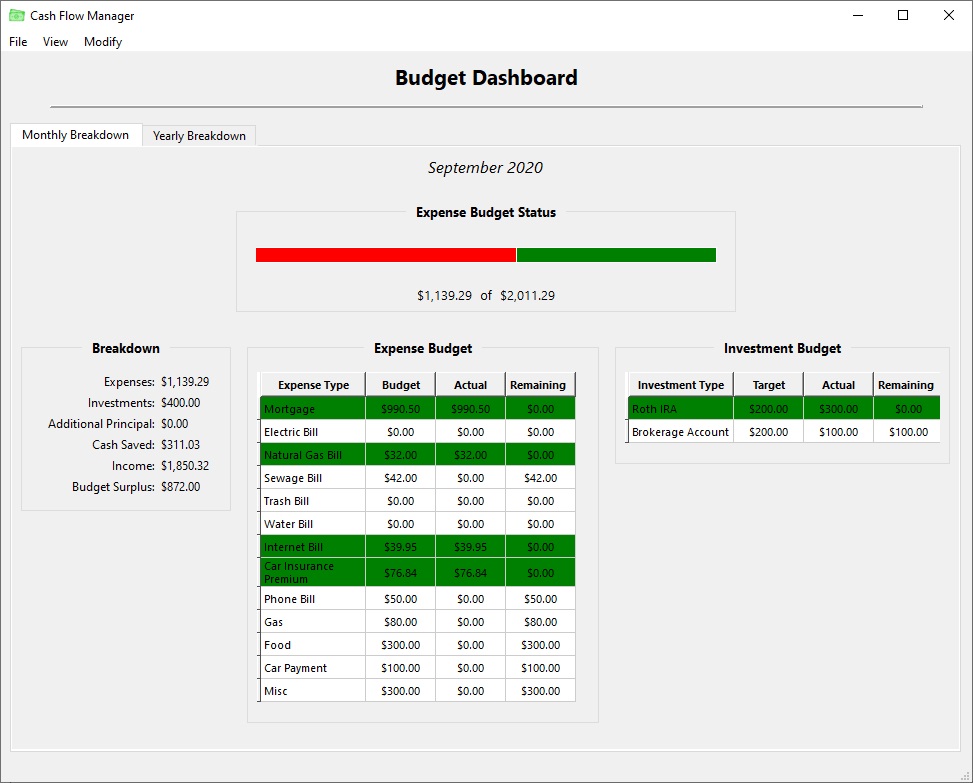 Cash Flow Manager
File View Modify
Budget Dashboard
Monthly Breakdown Yearly Breakdown
September 2020
Expense Budget Status
$1,139.29 of $2,011.29
Breakdown
Expenses: $1,139.29
Investments: $400.00
Additional Principal: $0.00
Cash Saved: $311.03
Income: $1,850.32
Budget Surplus: $872.00
Expense Budget
Expense Type Budget Actual Remaining
Mortgage $990.50 $990.50 $0.00
Electric Bill $0.00 $0.00 $0.00
Natural Gas Bill $32.00 $32.00 $0.00
Sewage Bill $42.00 $0.00 $42.00
Trash Bill $0.00 $0.00 $0.00
Water Bill $0.00 $0.00 $0.00
Internet Bill $39.95 $39.95 $0.00
Car Insurance
Premium $76.84 $76.84 $0.00
Phone Bill $50.00 $0.00 $50.00
Gas $80.00 $0.00 $80.00
Food $300.00 $0.00 $300.00
Car Payment $100.00 $0.00 $100.00
Misc $300.00 $0.00 $300.00
Investment Budget
Investment Type Target Actual Remaining
Roth IRA $200.00 $300.00 $0.00
Brokerage Account $200.00 $100.00 $100.00